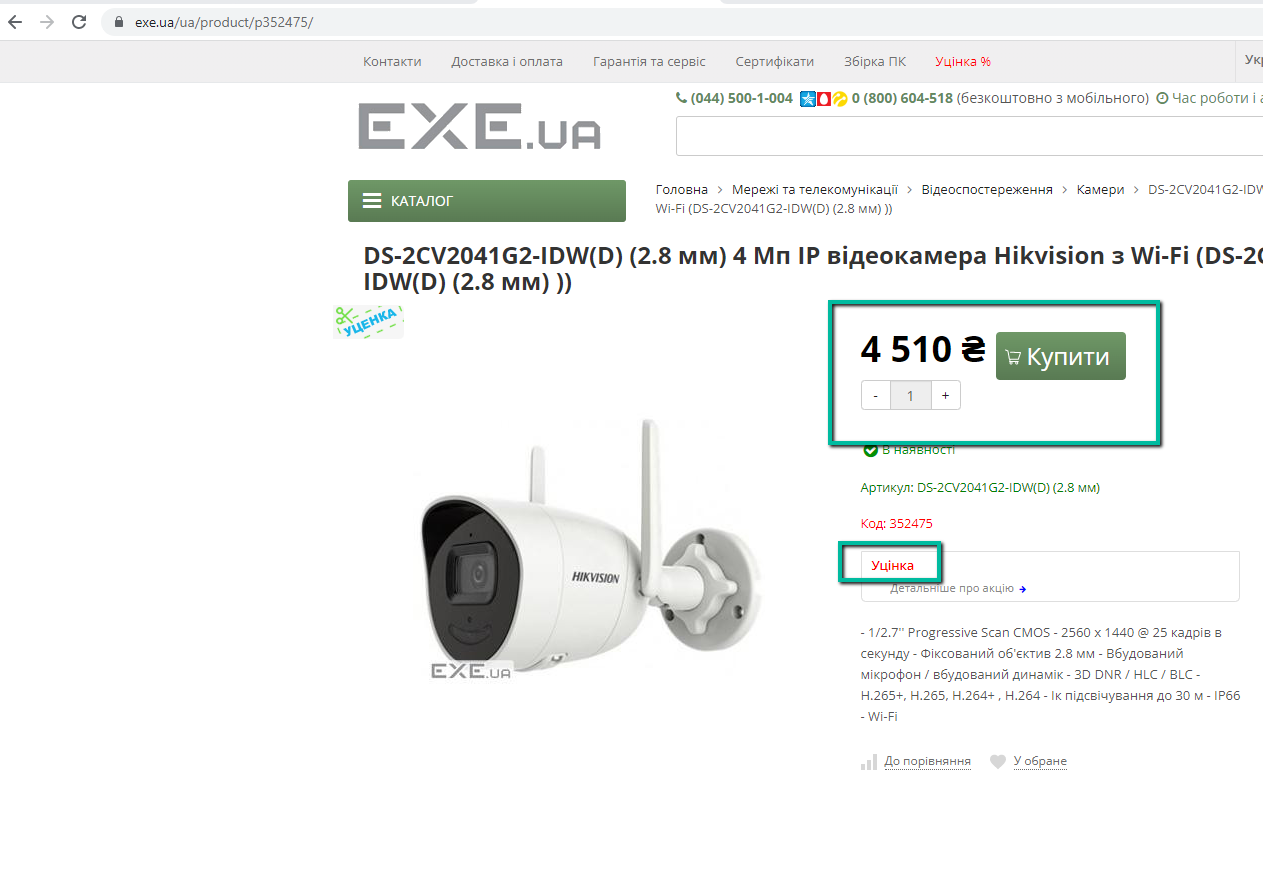 exe.ua/ua/product/p352475/
Контакти Доставка і оплата Гарантія та сервіс Сертифікати Збірка ПК Уцінка %
EXE.UA
(044) 500-1-004 0 (800) 604-518 (безкоштовно з мобільного) Час роботи і
КАТАЛОГ
Головна > Мережі та телекомунікації > Відеоспостереження > Камери > DS-2CV2041G2-IDW
Wi-Fi (DS-2CV2041G2-IDW(D) (2.8 мм) ))
DS-2CV2041G2-IDW(D) (2.8 мм) 4 Мп IP відеокамера Hikvision з Wi-Fi (DS-2C
IDW(D) (2.8 мм) ))
УЦЕНКА
4 510 ₴ Купити
- 1 +
В наявності
Артикул: DS-2CV2041G2-IDW(D) (2.8 мм)
Код: 352475
Уцінка
Детальніше про акцію
HIKVISION
EXE.UA
- 1/2.7'' Progressive Scan CMOS - 2560 x 1440 @ 25 кадрів в
секунду - Фіксований об'єктив 2.8 мм - Вбудований
мікрофон / вбудований динамік - 3D DNR / HLC / BLC -
H.265+, H.265, H.264+ , H.264 - Ік підсвічування до 30 м - IP66
- Wi-Fi
До порівняння У обране